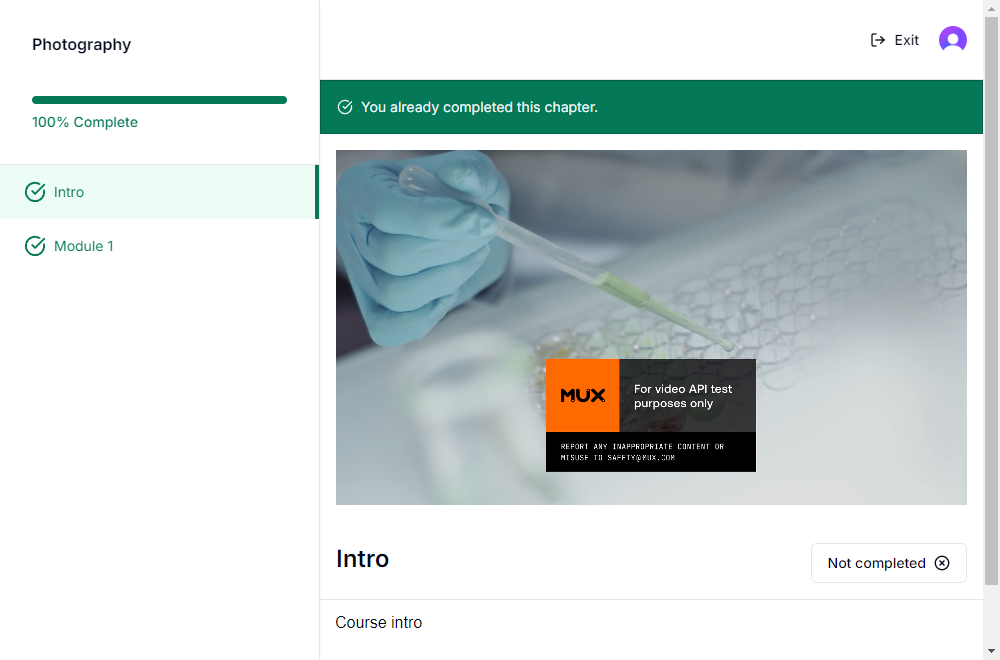 Photography
100% Complete
Intro
Module 1
Exit
You already completed this chapter.
MUX
For video API test
purposes only
REPORT ANY INAPPROPRIATE CONTENT OR
MISUSE TO SAFETY@MUX.COM
Intro
Not completed
Course intro